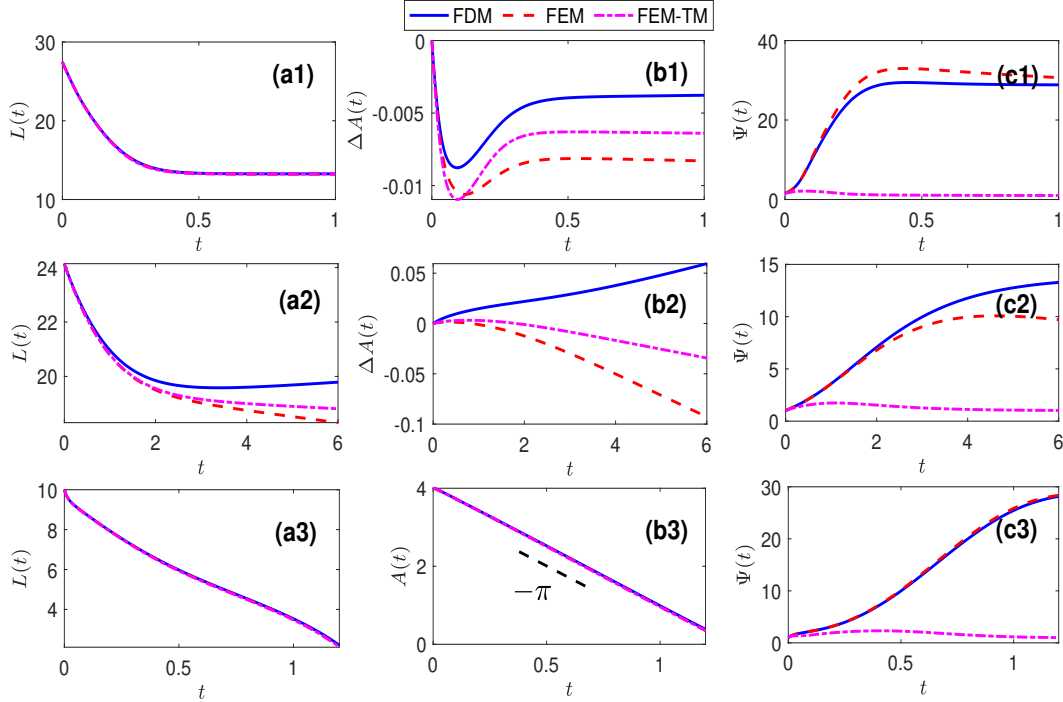 FDM FEM FEM-TM
30
20
10
0 0.5 1
L(t)
t
(a1)
0
-0.005
-0.01
0 0.5 1
ΔA(t)
t
(b1)
40
20
0
0 0.5 1
Ψ(t)
t
(c1)
24
22
20
0 2 4 6
L(t)
t
(a2)
0.05
0
-0.05
-0.1
0 2 4 6
ΔA(t)
t
(b2)
15
10
5
0
0 2 4 6
Ψ(t)
t
(c2)
10
8
6
4
0 0.5 1
L(t)
t
(a3)
4
2
0
0 0.5 1
A(t)
t
(b3)
−π
30
20
10
0
0 0.5 1
Ψ(t)
t
(c3)